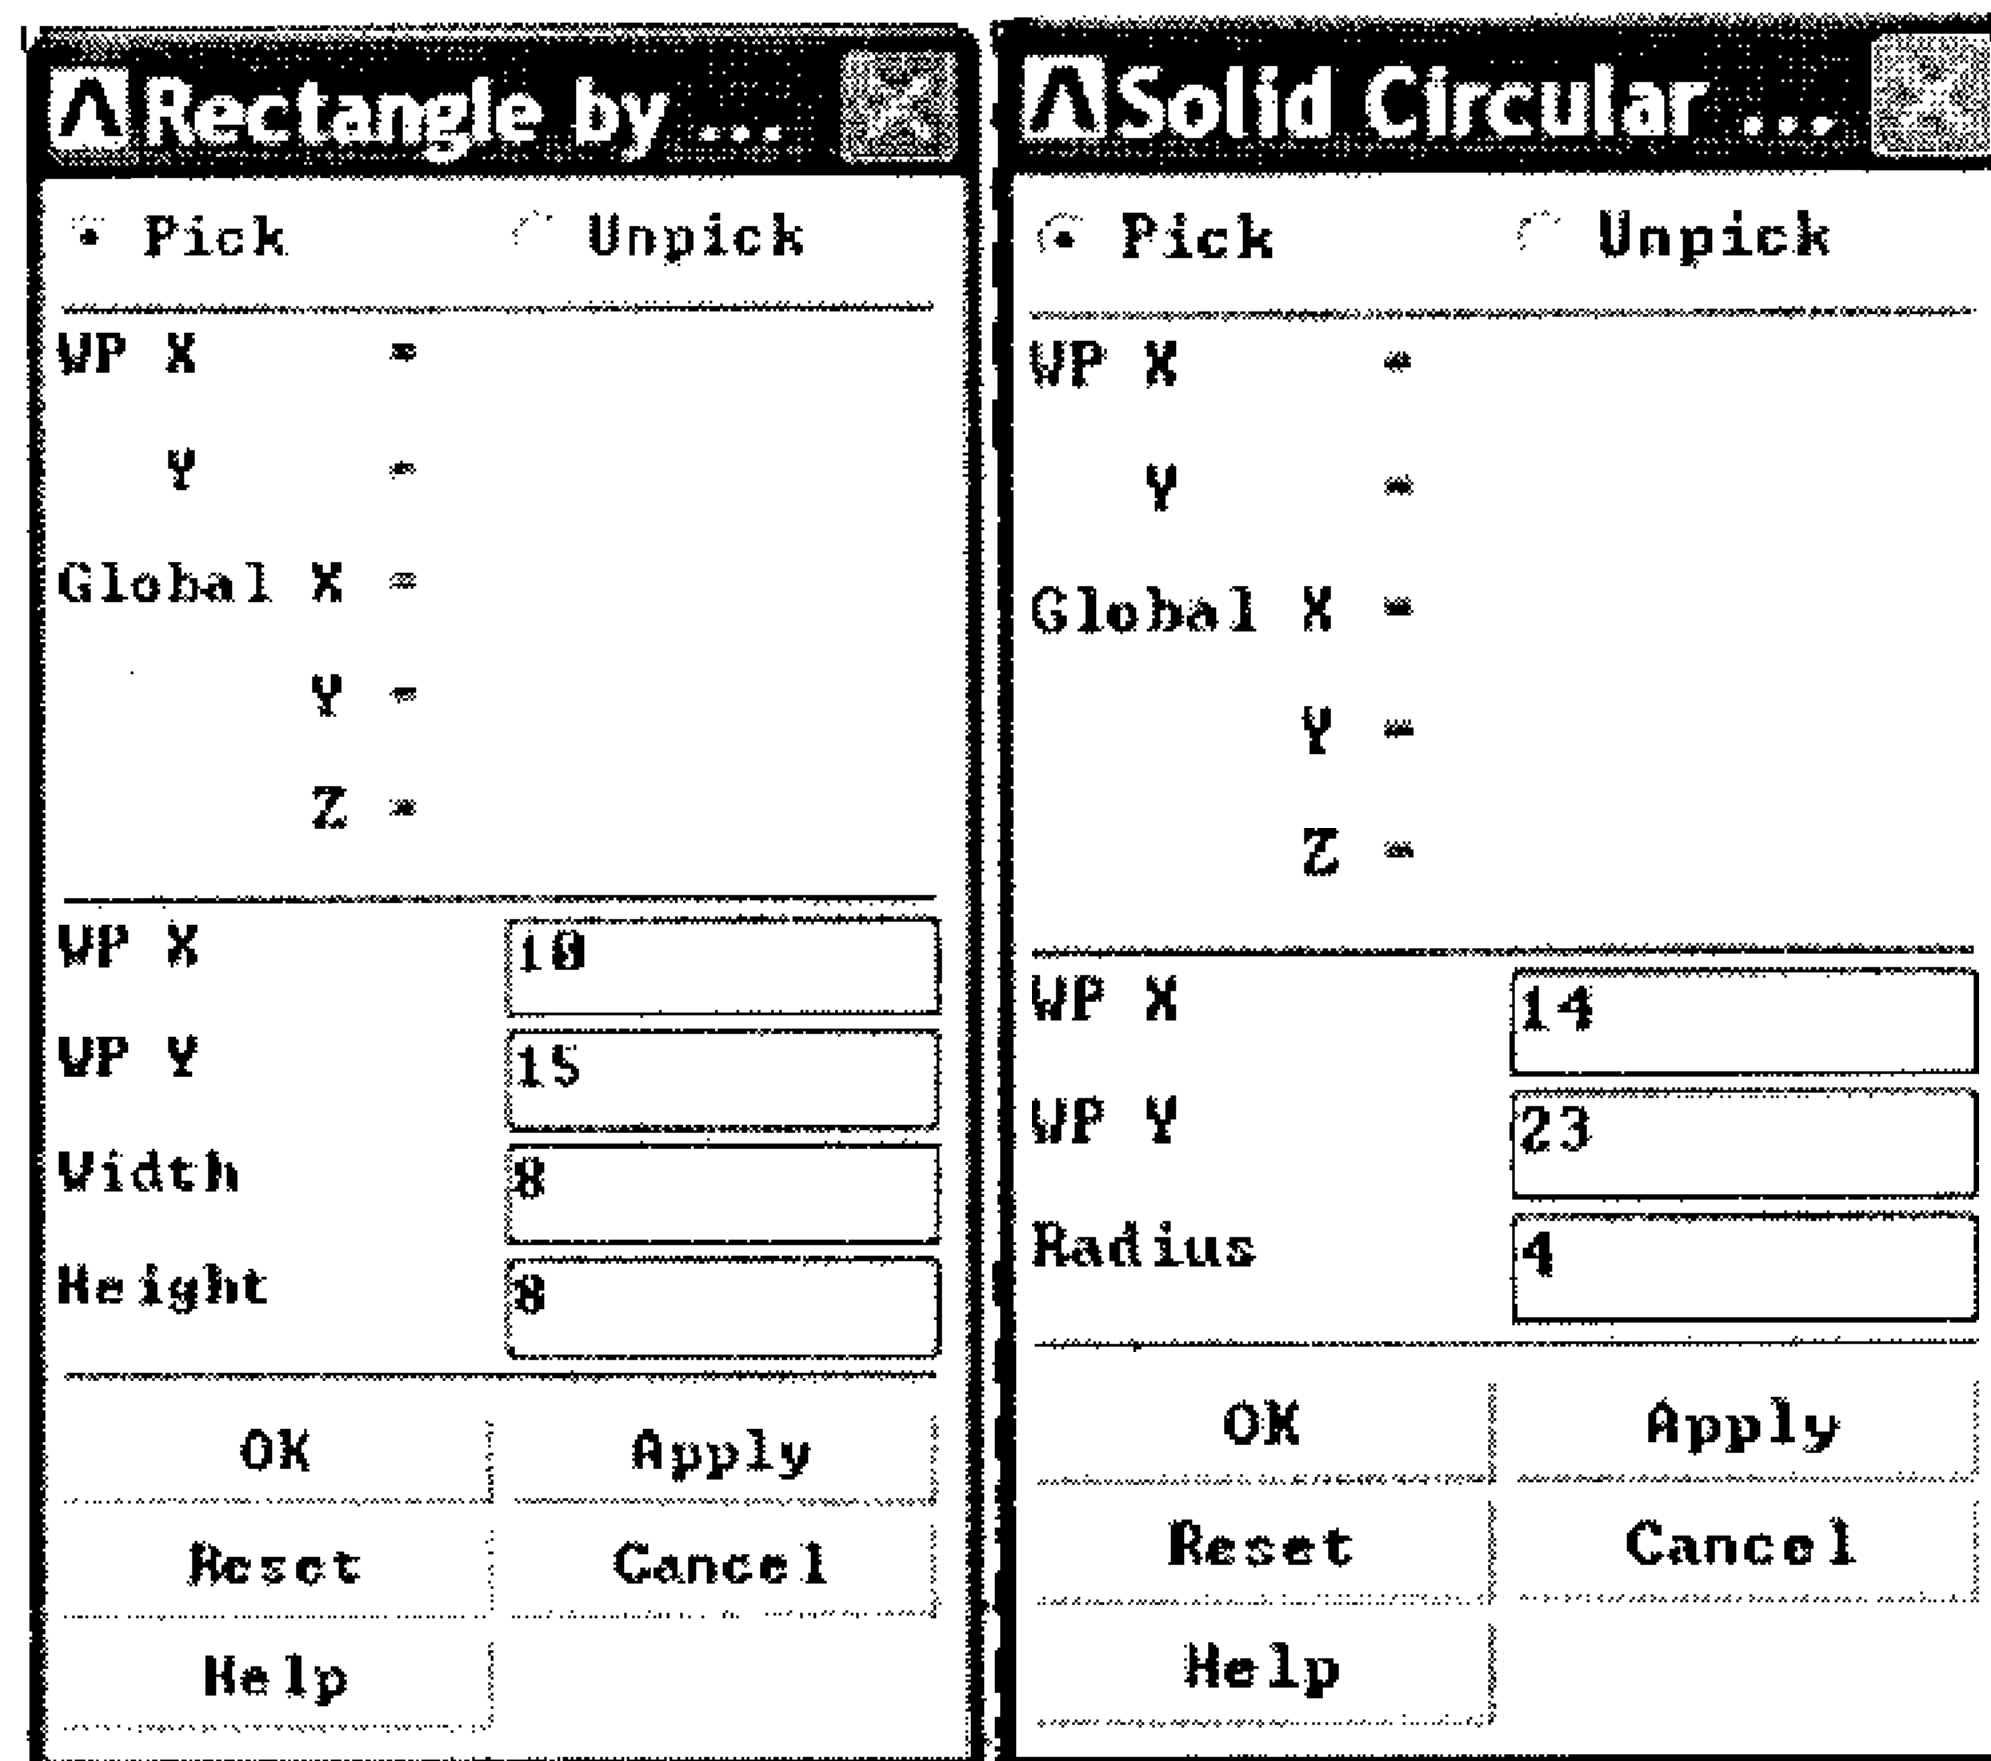 Rectangle by ...
Pick Unpick
WP X =
Y =
Global X =
Y =
Z =
WP X 10
WP Y 15
Width 8
Height 8
OK Apply
Reset Cancel
Help
Solid Circular ...
Pick Unpick
WP X =
Y =
Global X =
Y =
Z =
WP X 14
WP Y 23
Radius 4
OK Apply
Reset Cancel
Help